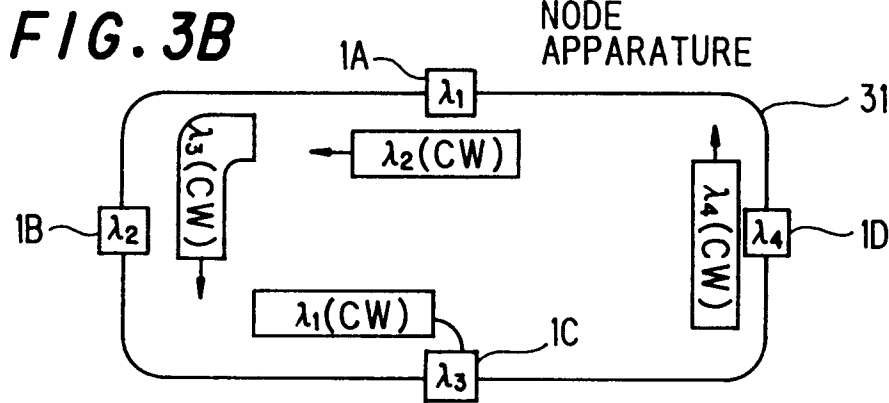 FIG. 3B
NODE
APPARATURE
1A
λ1
31
λ3(CW)
λ2(CW)
λ4(CW)
1B
λ2
λ4
1D
λ1(CW)
1C
λ3